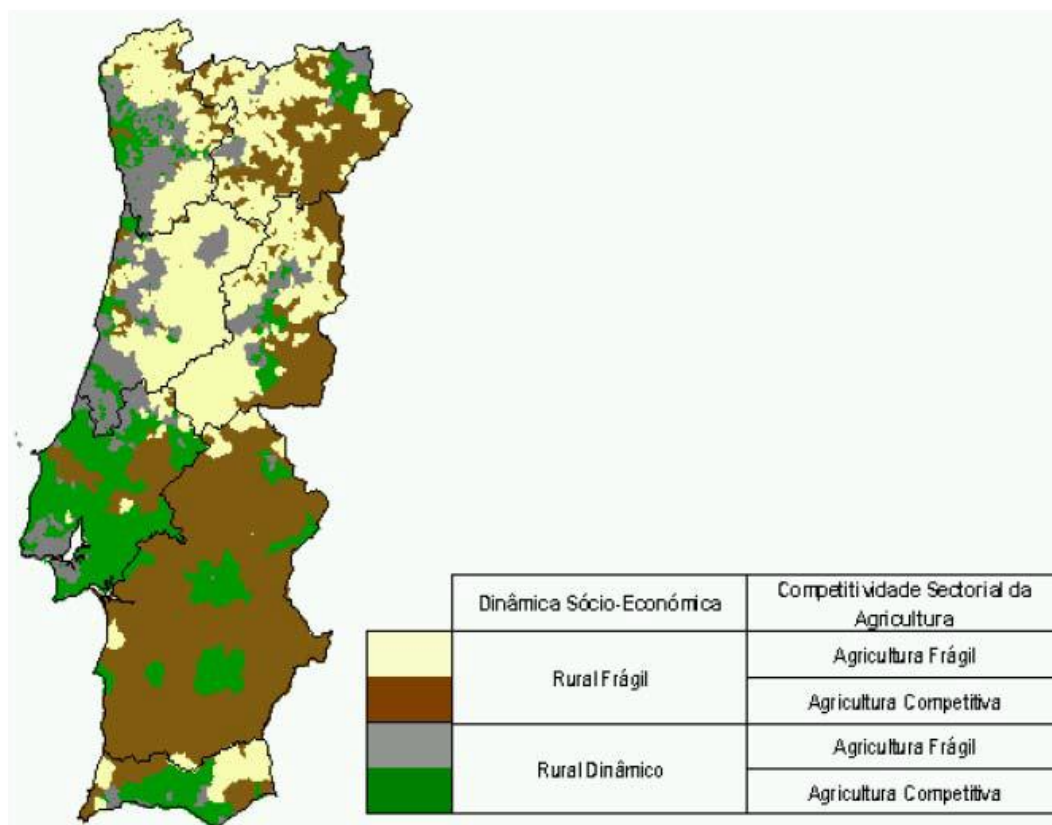 Dinâmica Sócio-Económica
Competitividade Sectorial da
Agricultura
Rural Frágil
Agricultura Frágil
Agricultura Competitiva
Rural Dinâmico
Agricultura Frágil
Agricultura Competitiva